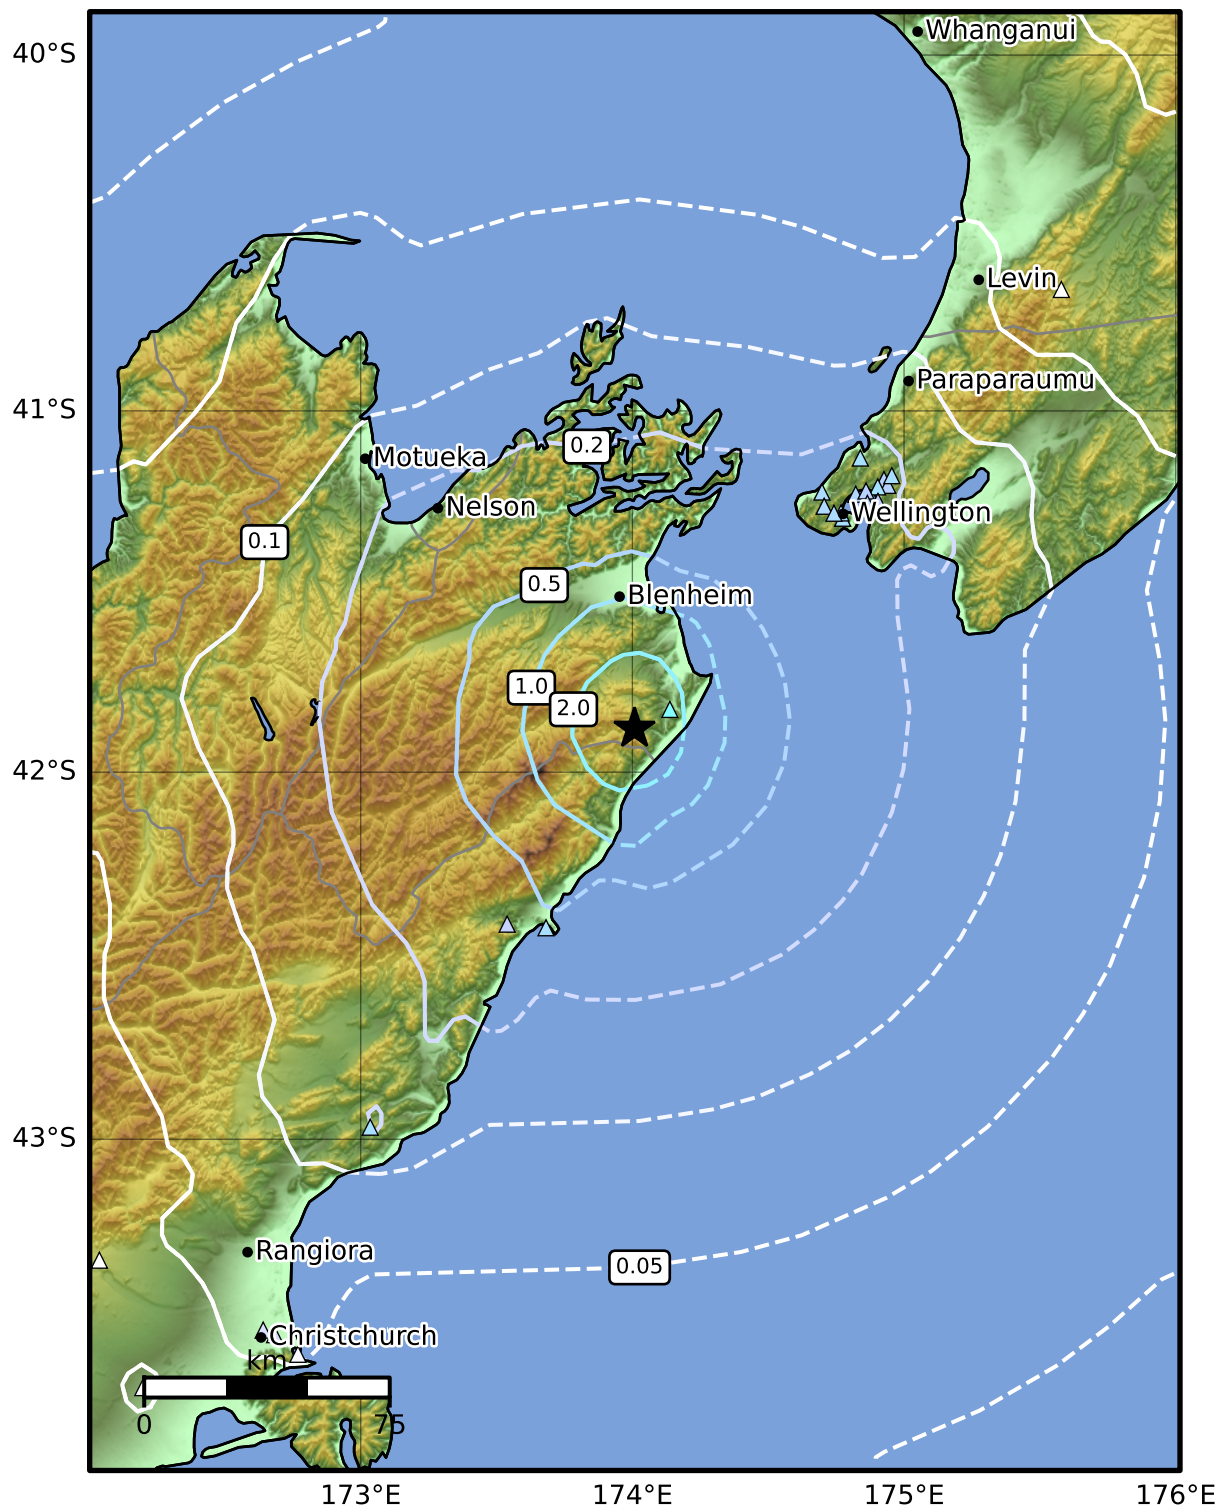 40°S
Whanganui
Levin
Paraparaumu
41°S
0.2
Motueka
Nelson
Wellington
0.1
0.5
Blenheim
1.0
2.0
42°S
43°S
Rangiora
0.05
Christchurch
km
0
75
173°E
174°E
175°E
176°E